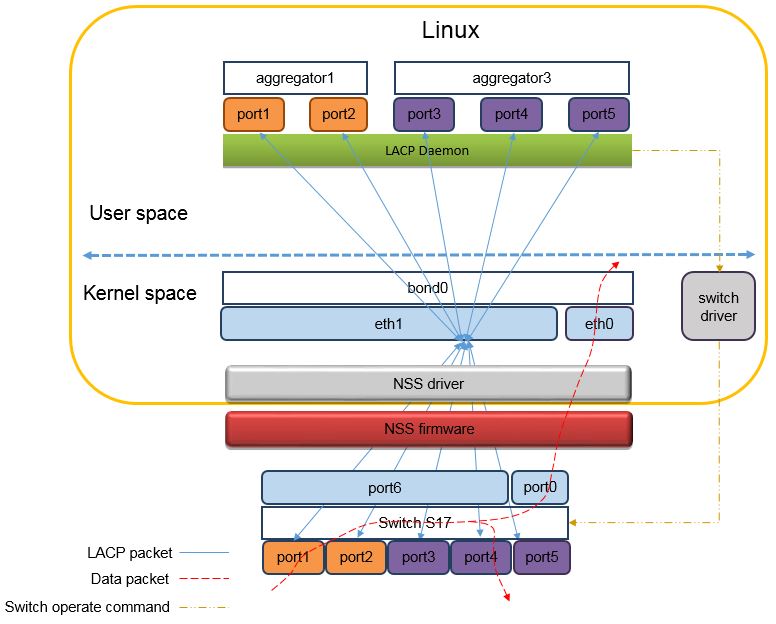 Linux
aggregator1
aggregator3
port1
port2
port3
port4
port5
LACP Daemon
User space
Kernel space
bond0
eth1
eth0
switch
driver
NSS driver
NSS firmware
port6
port0
Switch S17
port1
port2
port3
port4
port5
LACP packet
Data packet
Switch operate command